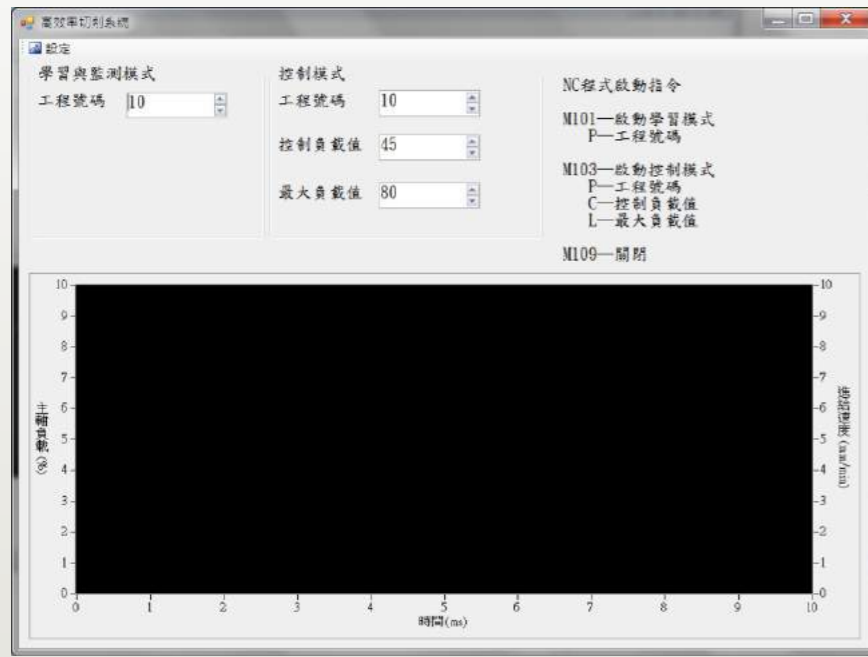 高效率切削系統
設定
學習與監測模式
工程號碼 10
控制模式
工程號碼 10
控制負載值 45
最大負載值 80
NC程式啟動指令
M101—啟動學習模式
P—工程號碼
M103—啟動控制模式
P—工程號碼
C—控制負載值
L—最大負載值
M109—關閉
主軸負載(%)
10
9
8
7
6
5
4
3
2
1
0
0 1 2 3 4 5 6 7 8 9 10
時間(ms)
10
9
8
7
6
5
4
3
2
1
0
進給速度(mm/min)